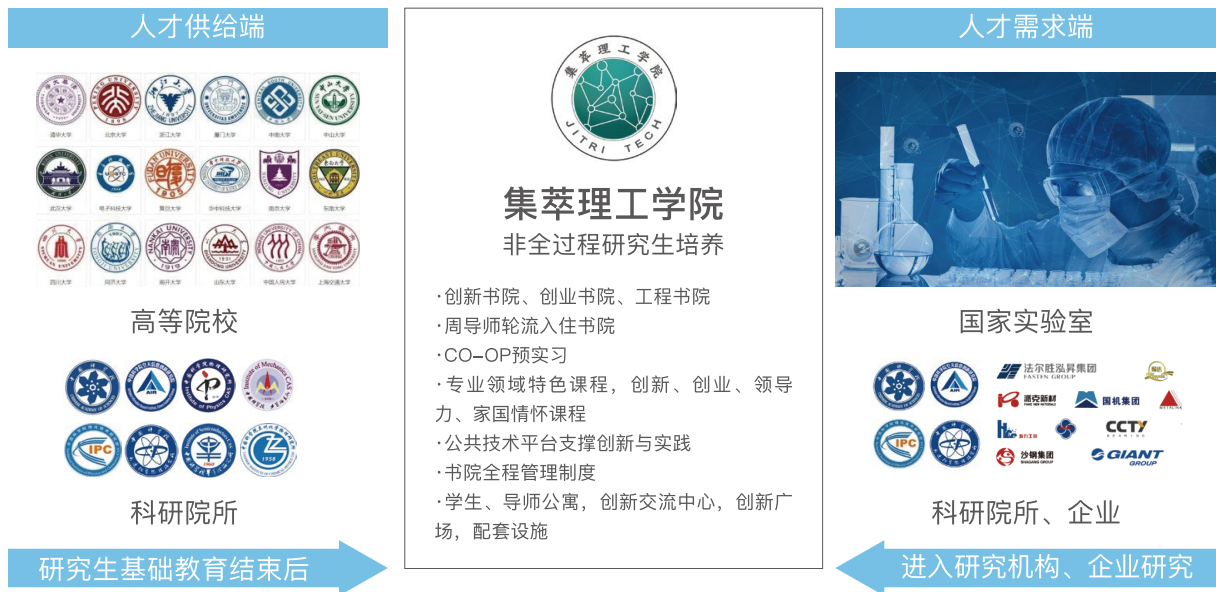 人才供给端
清华大学
北京大学
浙江大学
厦门大学
中南大学
中山大学
武汉大学
电子科技大学
复旦大学
华中科技大学
南京大学
东南大学
四川大学
同济大学
南开大学
山东大学
中国人民大学
上海交通大学
高等院校
科研院所
研究生基础教育结束后
集萃理工学院
JITRI TECH
集萃理工学院
非全过程研究生培养
·创新书院、创业书院、工程书院
·周导师轮流入住书院
·CO-OP预实习
·专业领域特色课程，创新、创业、领导
力、家国情怀课程
·公共技术平台支撑创新与实践
·书院全程管理制度
·学生、导师公寓，创新交流中心，创新广
场，配套设施
人才需求端
国家实验室
法尔胜泓昇集团
FASTEN GROUP
派克新材
国机集团
CCTY
BEARING
沙钢集团
SHAGANG GROUP
GIANT
GROUP
科研院所、企业
进入研究机构、企业研究